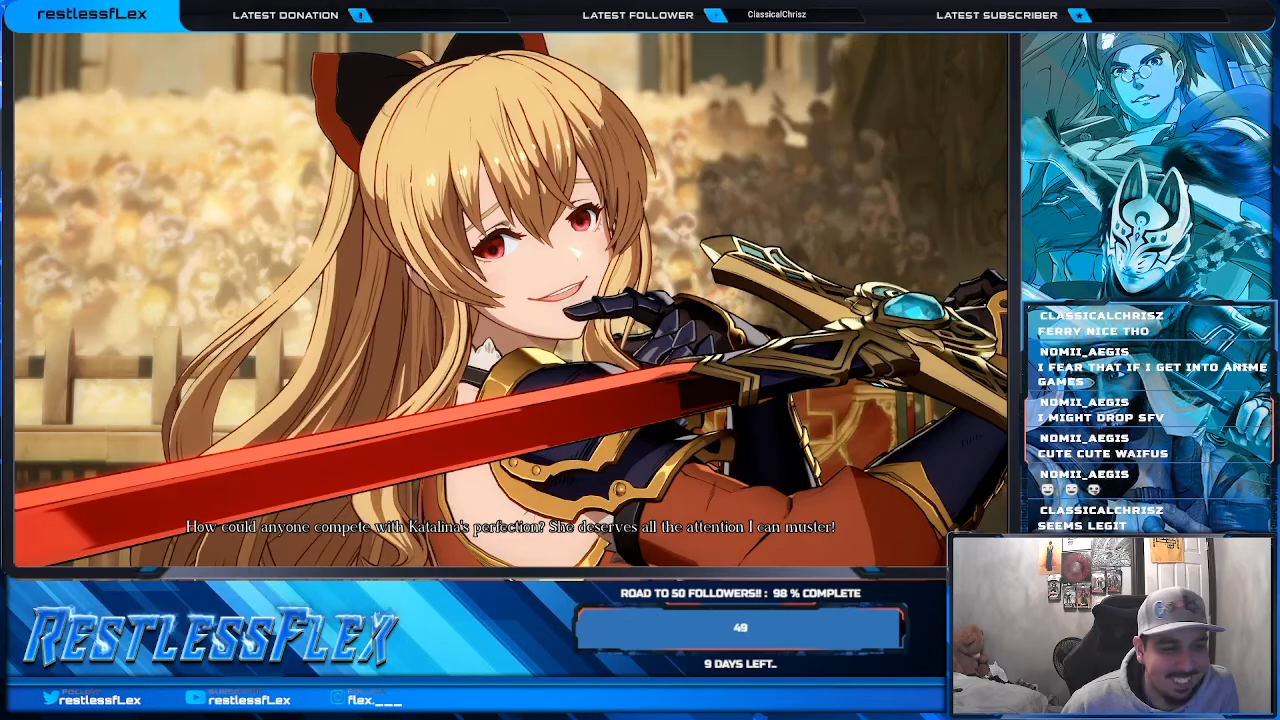 restlessfLex
LATEST DONATION
LATEST FOLLOWER
ClassicalChrisz
LATEST SUBSCRIBER
CLASSICALCHRISZ
FERRY NICE THO
NOMII_AEGIS
I FEAR THAT IF I GET INTO ANIME
GAMES
NOMII_AEGIS
I MIGHT DROP SFV
NOMII_AEGIS
CUTE CUTE WAIFUS
NOMII_AEGIS
CLASSICALCHRISZ
SEEMS LEGIT
How could anyone compete with Katalina's perfection? She deserves all the attention I can muster!
RESTLESSFLEX
ROAD TO 50 FOLLOWERS!! : 98 % COMPLETE
49
9 DAYS LEFT..
restlessfLex
restlessfLex
flex.___